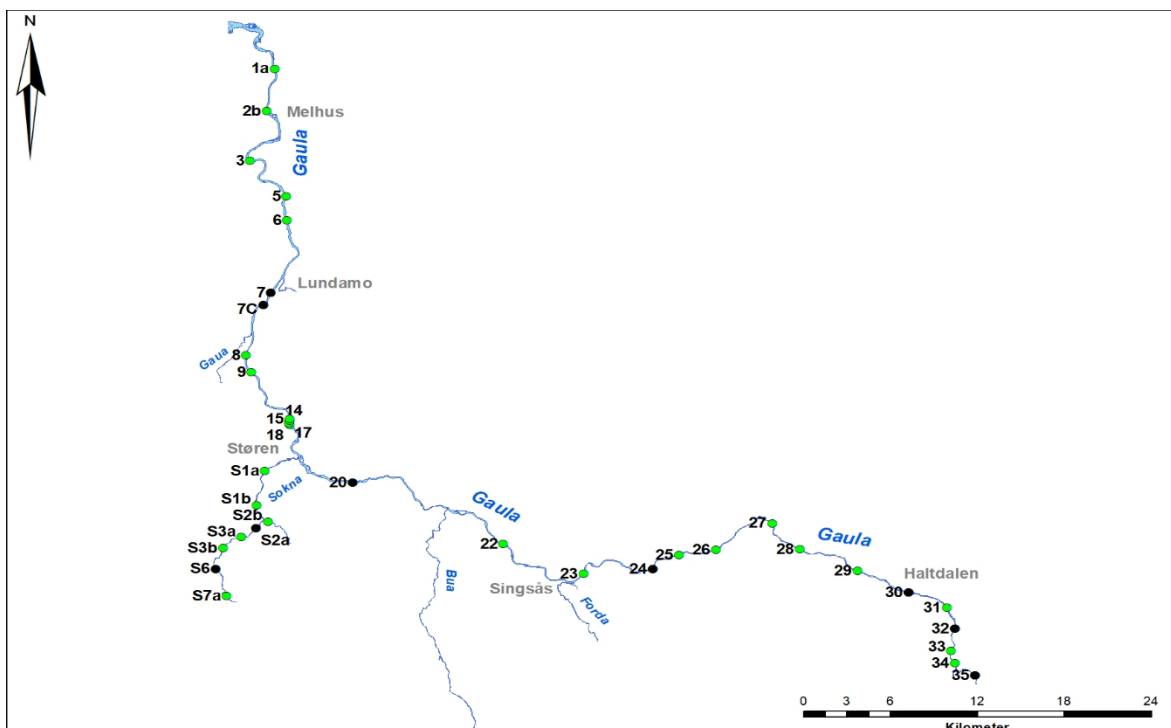 N
1a
2b
Melhus
Gaula
3
5
6
Lundamo
7
7C
8
Gaua
9
14
15
18
17
Støren
S1a
20
Sokna
S1b
S2b
S3a
S2a
S3b
S6
S7a
Gaula
22
Bua
Singsås
23
Forda
24
25
26
27
28
Gaula
29
Haltdalen
30
31
32
33
34
35
0 3 6 12 18 24
Kilometer